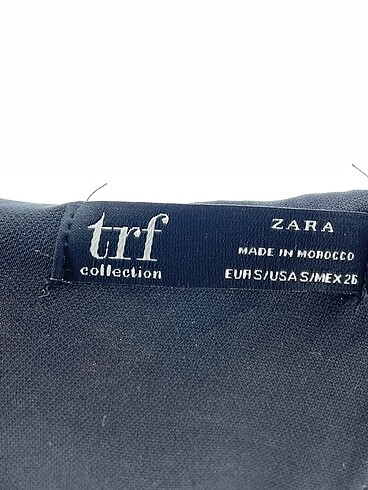 trf
collection
ZARA
MADE IN MOROCCO
EUR S/USA S/MEX 26